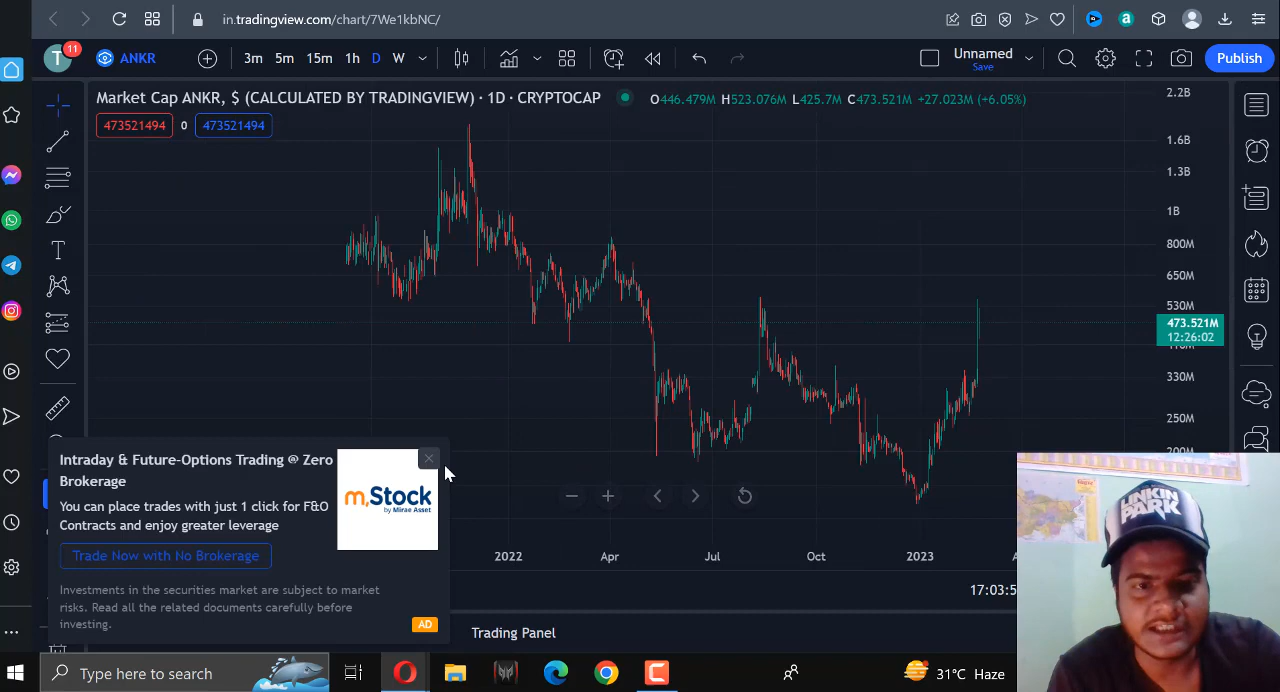 in.tradingview.com/chart/7We1kbNC/
T 11 ANKR 3m 5m 15m 1h D W Unnamed Save Publish
Market Cap ANKR, $ (CALCULATED BY TRADINGVIEW) · 1D · CRYPTOCAP O446.479M H523.076M L425.7M C473.521M +27.023M (+6.05%)
473521494 0 473521494
2.2B
1.6B
1.3B
1B
800M
650M
530M
473.521M
12:26:02
330M
250M
Intraday & Future-Options Trading @ Zero
Brokerage
You can place trades with just 1 click for F&O
Contracts and enjoy greater leverage
Trade Now with No Brokerage
Investments in the securities market are subject to market
risks. Read all the related documents carefully before
investing.
AD
m.Stock
by Mirae Asset
2022 Apr Jul Oct 2023
17:03:5
Trading Panel
LINKIN
PARK
Type here to search
31°C Haze